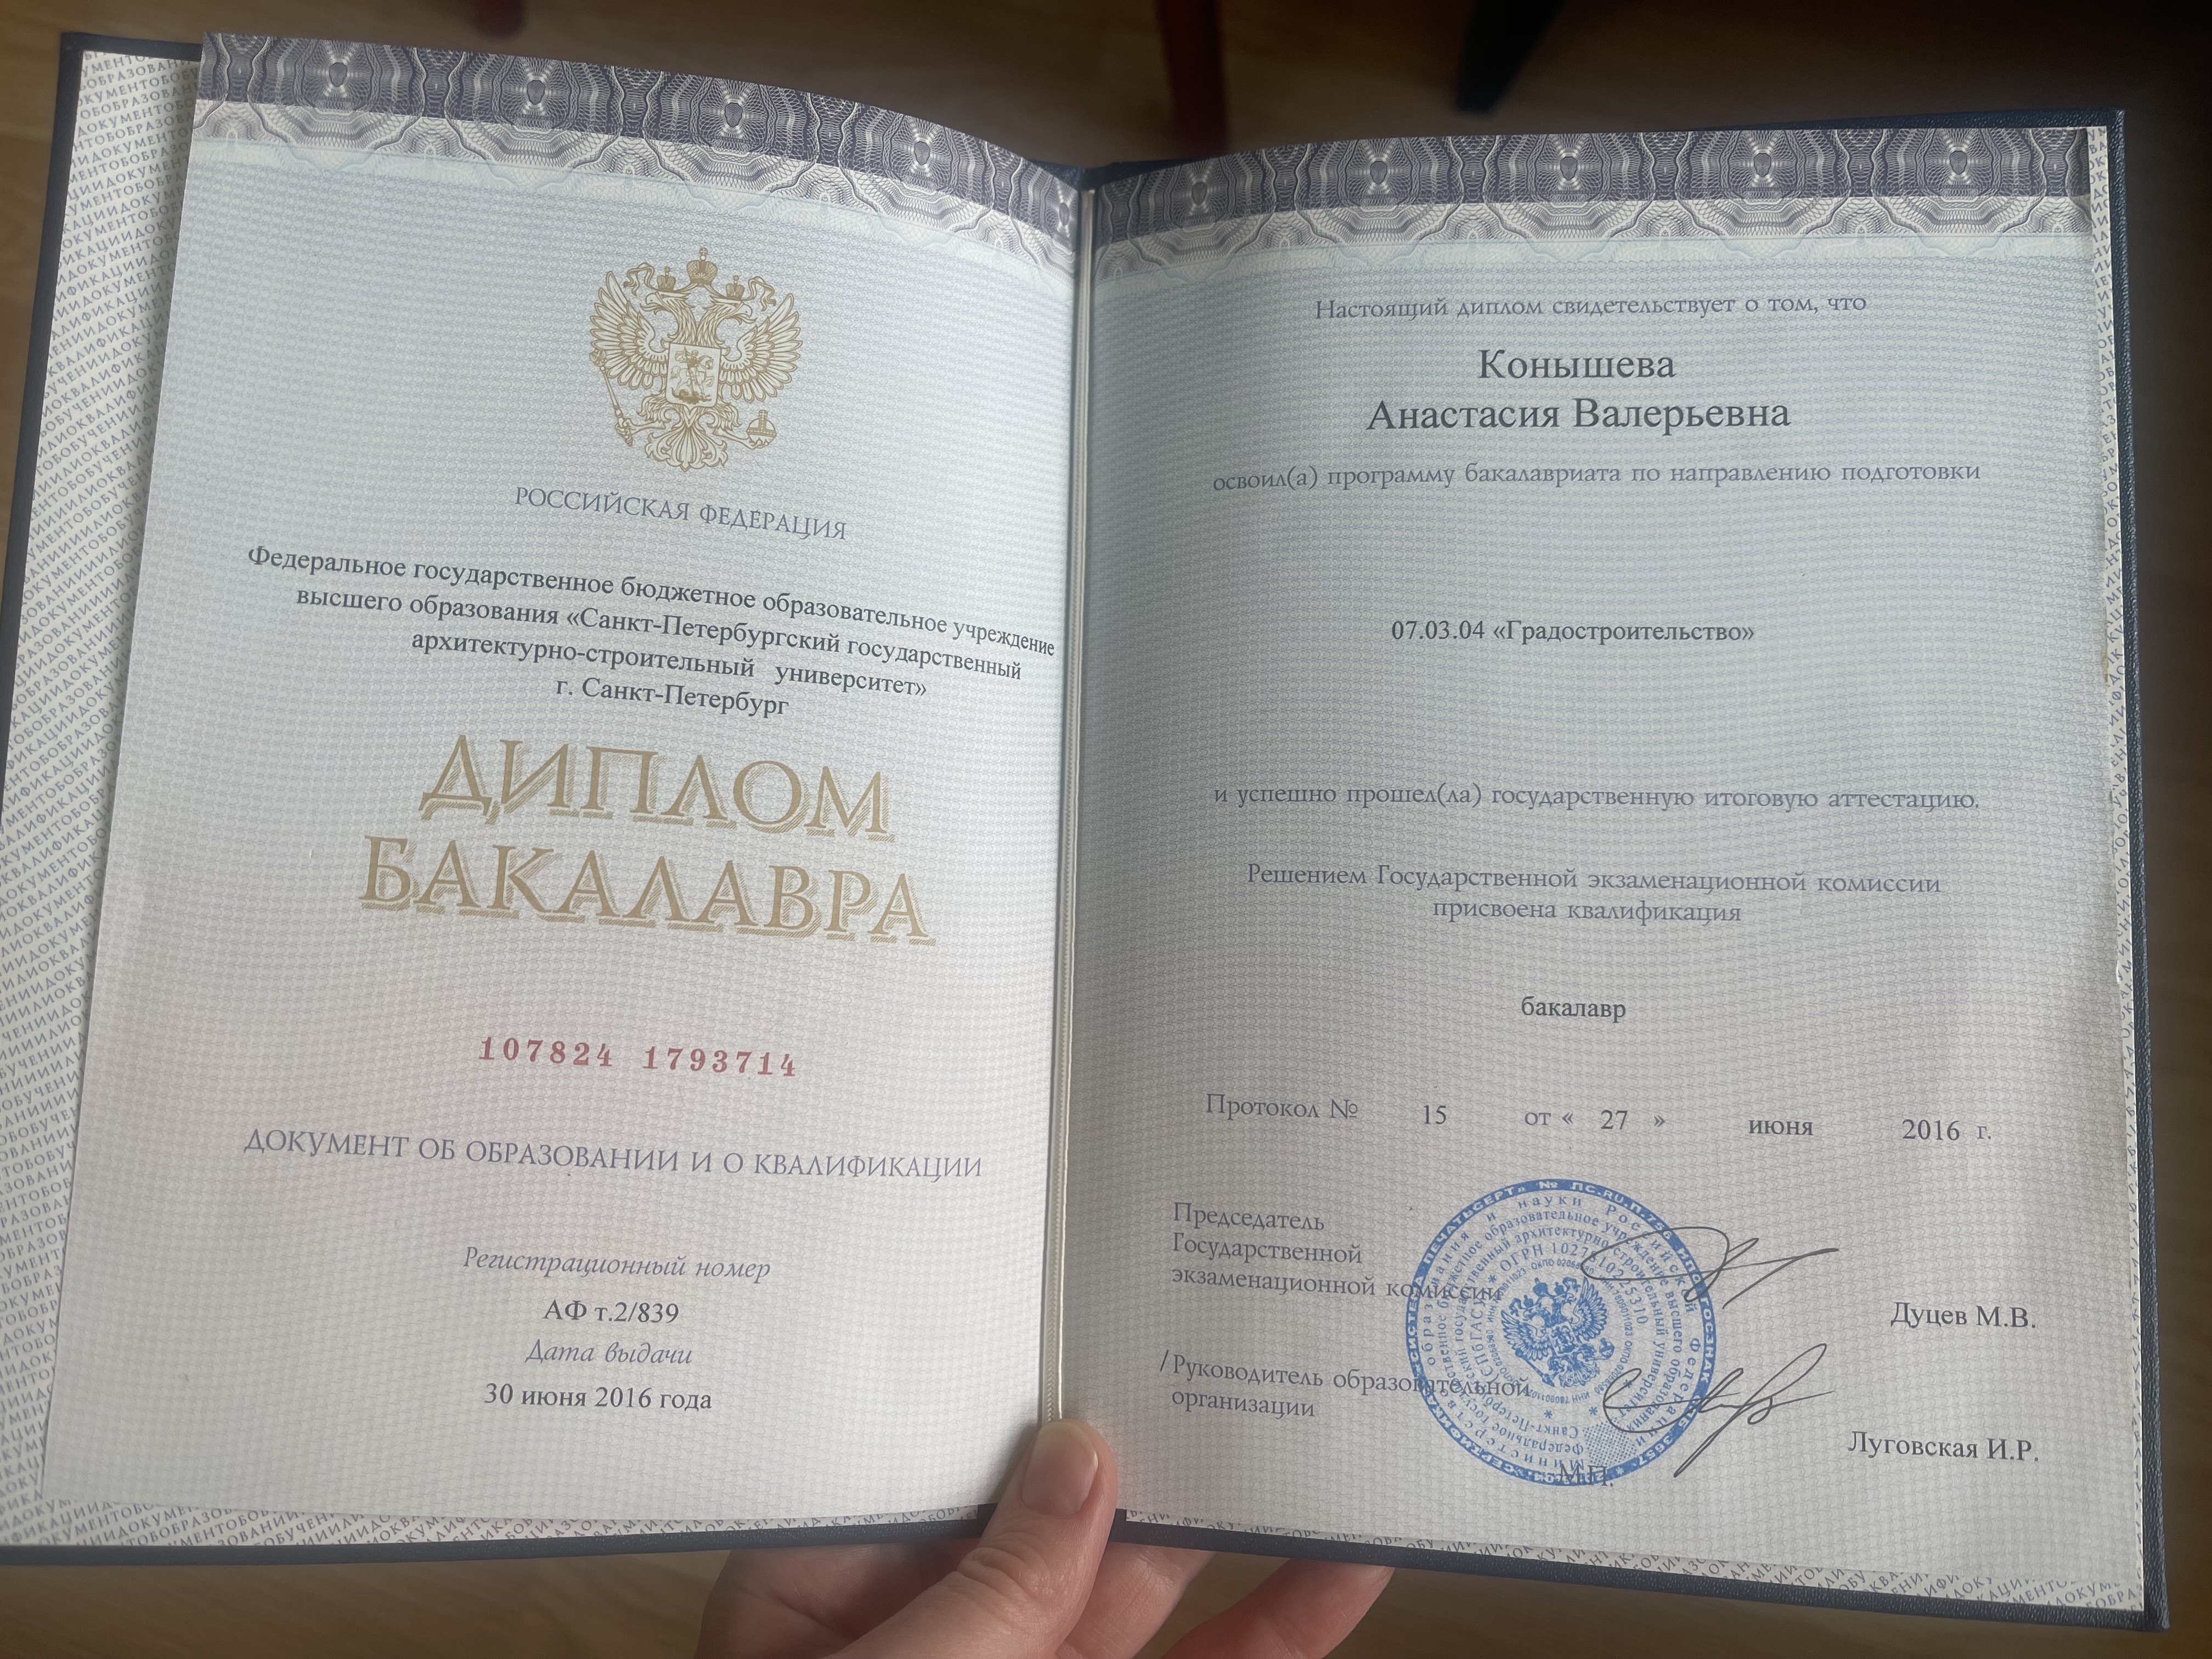 РОССИЙСКАЯ ФЕДЕРАЦИЯ
Федеральное государственное бюджетное образовательное учреждение
высшего образования «Санкт-Петербургский государственный
архитектурно-строительный университет»
г. Санкт-Петербург
ДИПЛОМ
БАКАЛАВРА
107824 1793714
ДОКУМЕНТ ОБ ОБРАЗОВАНИИ И О КВАЛИФИКАЦИИ
Регистрационный номер
АФ т.2/839
Дата выдачи
30 июня 2016 года
Настоящий диплом свидетельствует о том, что
Конышева
Анастасия Валерьевна
освоил(а) программу бакалавриата по направлению подготовки
07.03.04 «Градостроительство»
и успешно прошел(ла) государственную итоговую аттестацию.
Решением Государственной экзаменационной комиссии
присвоена квалификация
бакалавр
Протокол № 15 от « 27 » июня 2016 г.
Председатель
Государственной
экзаменационной комиссии
Дуцев М.В.
/Руководитель образовательной
организации
Луговская И.Р.
М.П.